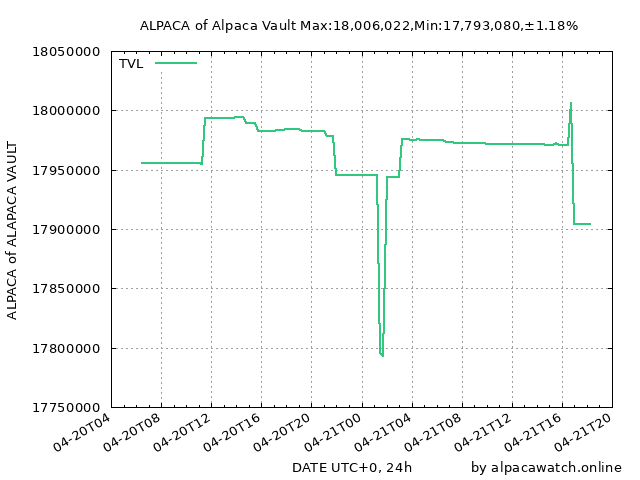 ALPACA of Alpaca Vault Max:18,006,022,Min:17,793,080,±1.18%
TVL
18050000
18000000
17950000
17900000
17850000
17800000
17750000
ALPACA of ALAPACA VAULT
04-20T04
04-20T08
04-20T12
04-20T16
04-20T20
04-21T00
04-21T04
04-21T08
04-21T12
04-21T16
04-21T20
DATE UTC+0, 24h
by alpacawatch.online